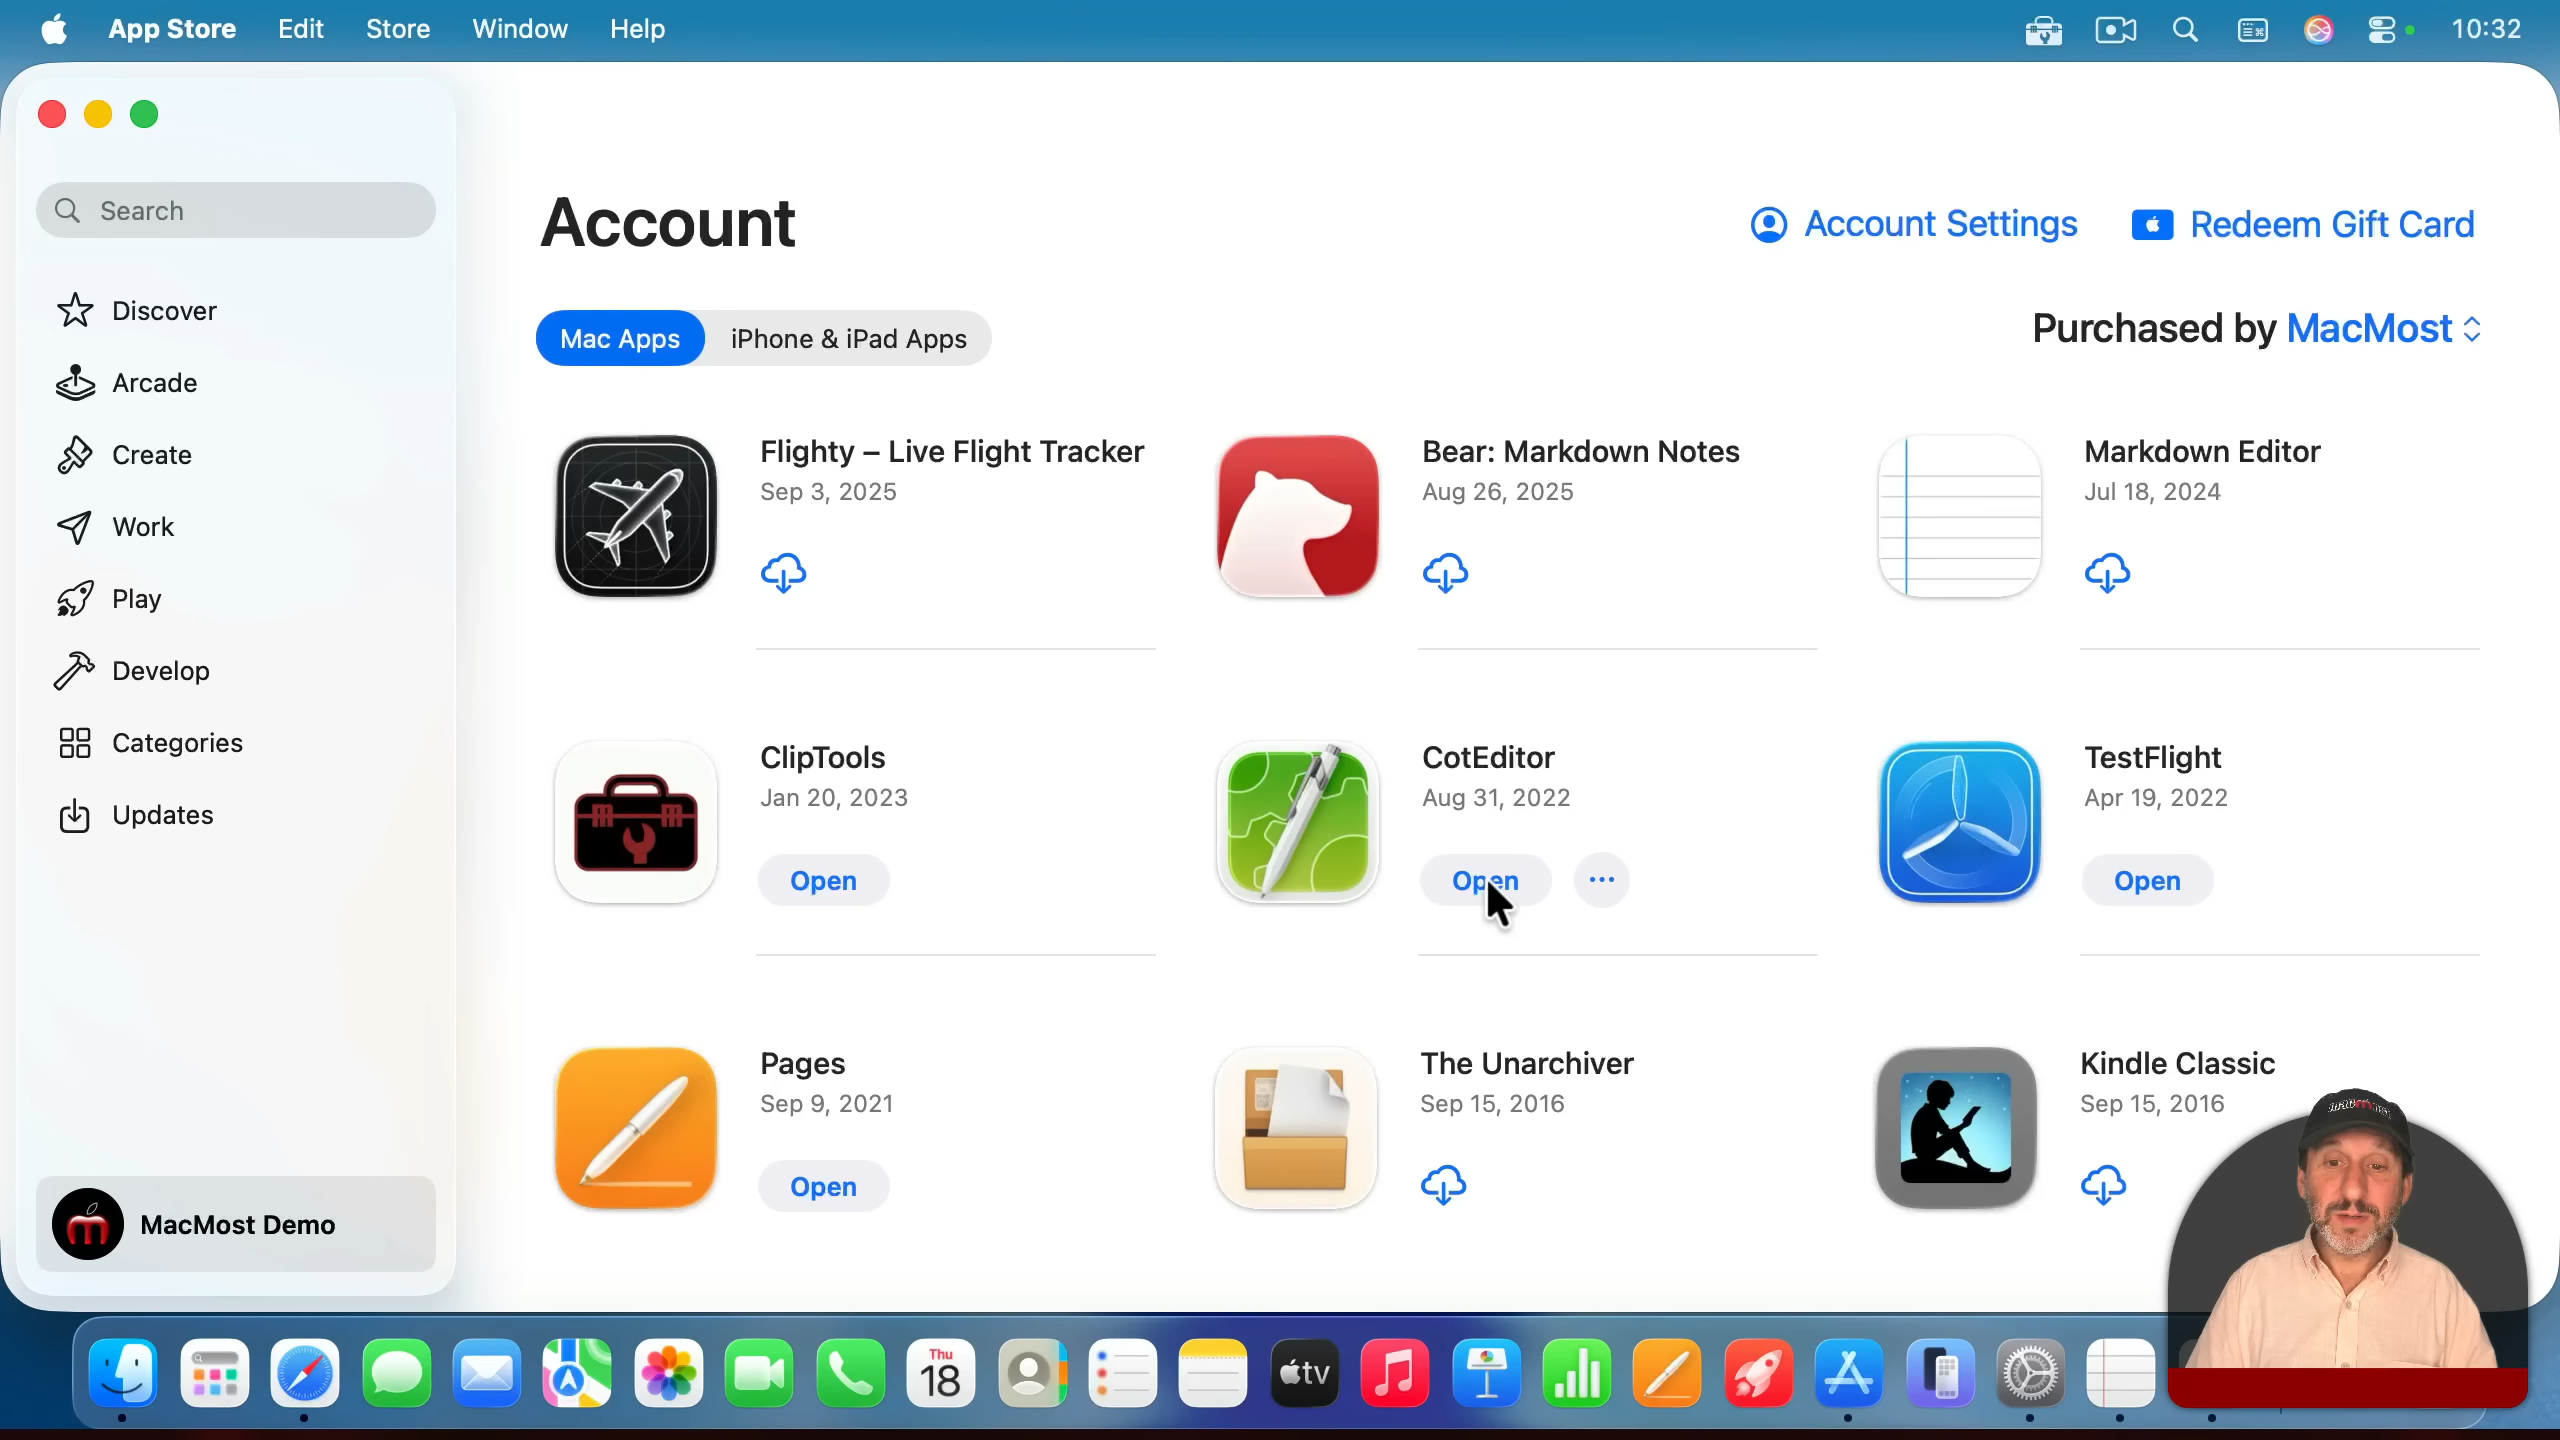 App Store Edit Store Window Help 10:32
Search
Discover
Arcade
Create
Work
Play
Develop
Categories
Updates
MacMost Demo
Account
Account Settings Redeem Gift Card
Mac Apps iPhone & iPad Apps
Purchased by MacMost
Flighty – Live Flight Tracker
Sep 3, 2025
Bear: Markdown Notes
Aug 26, 2025
Markdown Editor
Jul 18, 2024
ClipTools
Jan 20, 2023
Open
CotEditor
Aug 31, 2022
Open
TestFlight
Apr 19, 2022
Open
Pages
Sep 9, 2021
Open
The Unarchiver
Sep 15, 2016
Kindle Classic
Sep 15, 2016
macmost
Thu
18
tv